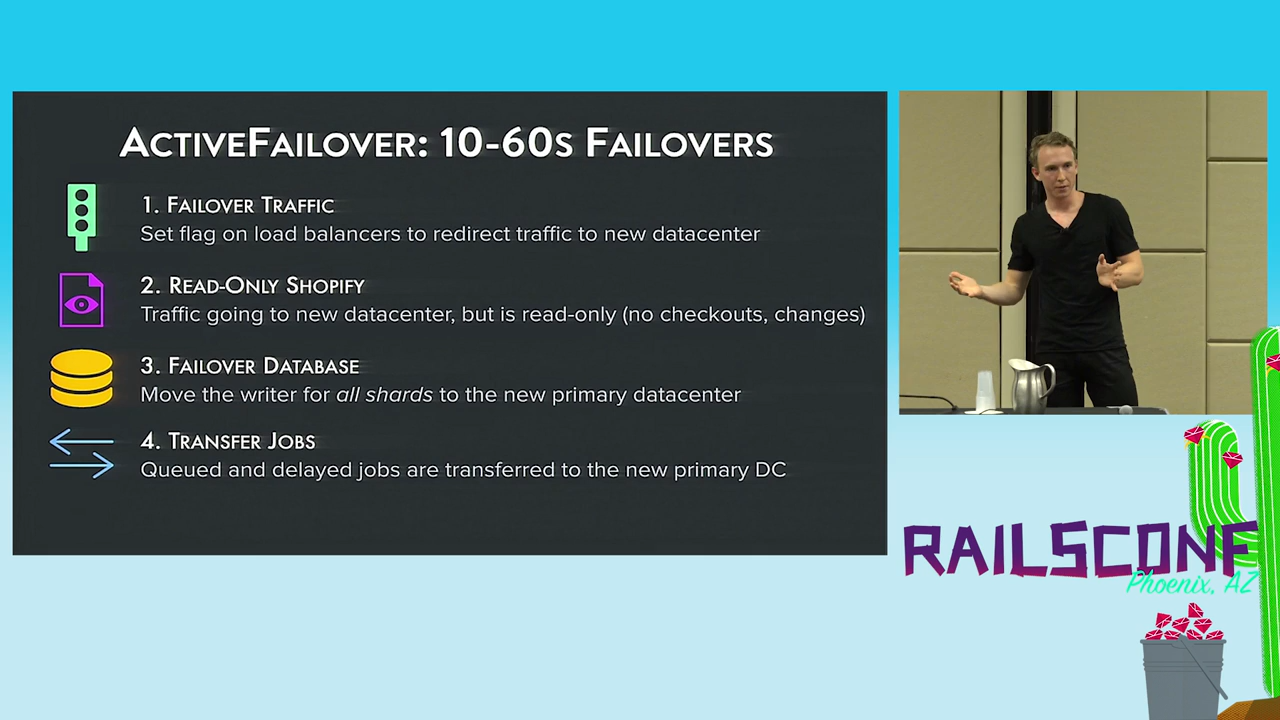 ACTIVEFAILOVER: 10-60S FAILOVERS
1. FAILOVER TRAFFIC
Set flag on load balancers to redirect traffic to new datacenter
2. READ-ONLY SHOPIFY
Traffic going to new datacenter, but is read-only (no checkouts, changes)
3. FAILOVER DATABASE
Move the writer for all shards to the new primary datacenter
4. TRANSFER JOBS
Queued and delayed jobs are transferred to the new primary DC
RAILSCONF
Phoenix, AZ